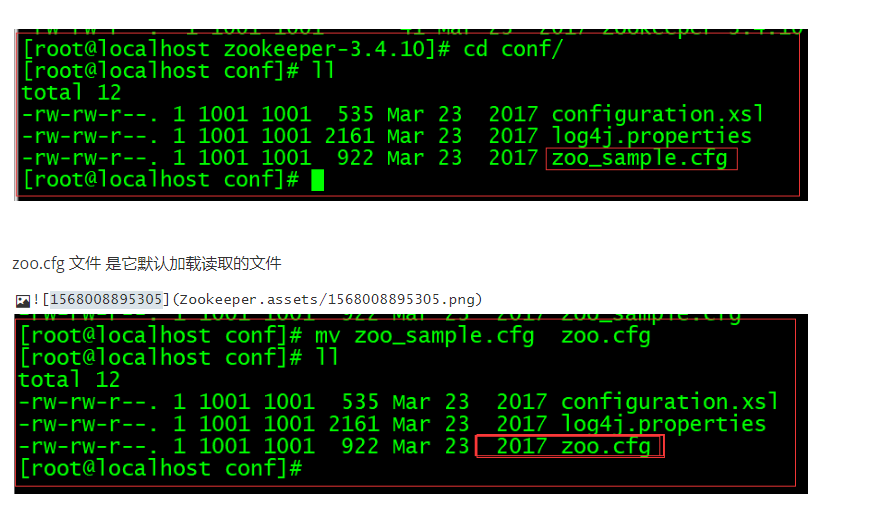 [root@localhost zookeeper-3.4.10]# cd conf/
[root@localhost conf]# ll
total 12
-rw-rw-r--. 1 1001 1001  535 Mar 23  2017 configuration.xsl
-rw-rw-r--. 1 1001 1001 2161 Mar 23  2017 log4j.properties
-rw-rw-r--. 1 1001 1001  922 Mar 23  2017 zoo_sample.cfg
[root@localhost conf]#
zoo.cfg 文件 是它默认加载读取的文件
![1568008895305](Zookeeper.assets/1568008895305.png)
[root@localhost conf]# mv zoo_sample.cfg  zoo.cfg
[root@localhost conf]# ll
total 12
-rw-rw-r--. 1 1001 1001  535 Mar 23  2017 configuration.xsl
-rw-rw-r--. 1 1001 1001 2161 Mar 23  2017 log4j.properties
-rw-rw-r--. 1 1001 1001  922 Mar 23  2017 zoo.cfg
[root@localhost conf]#